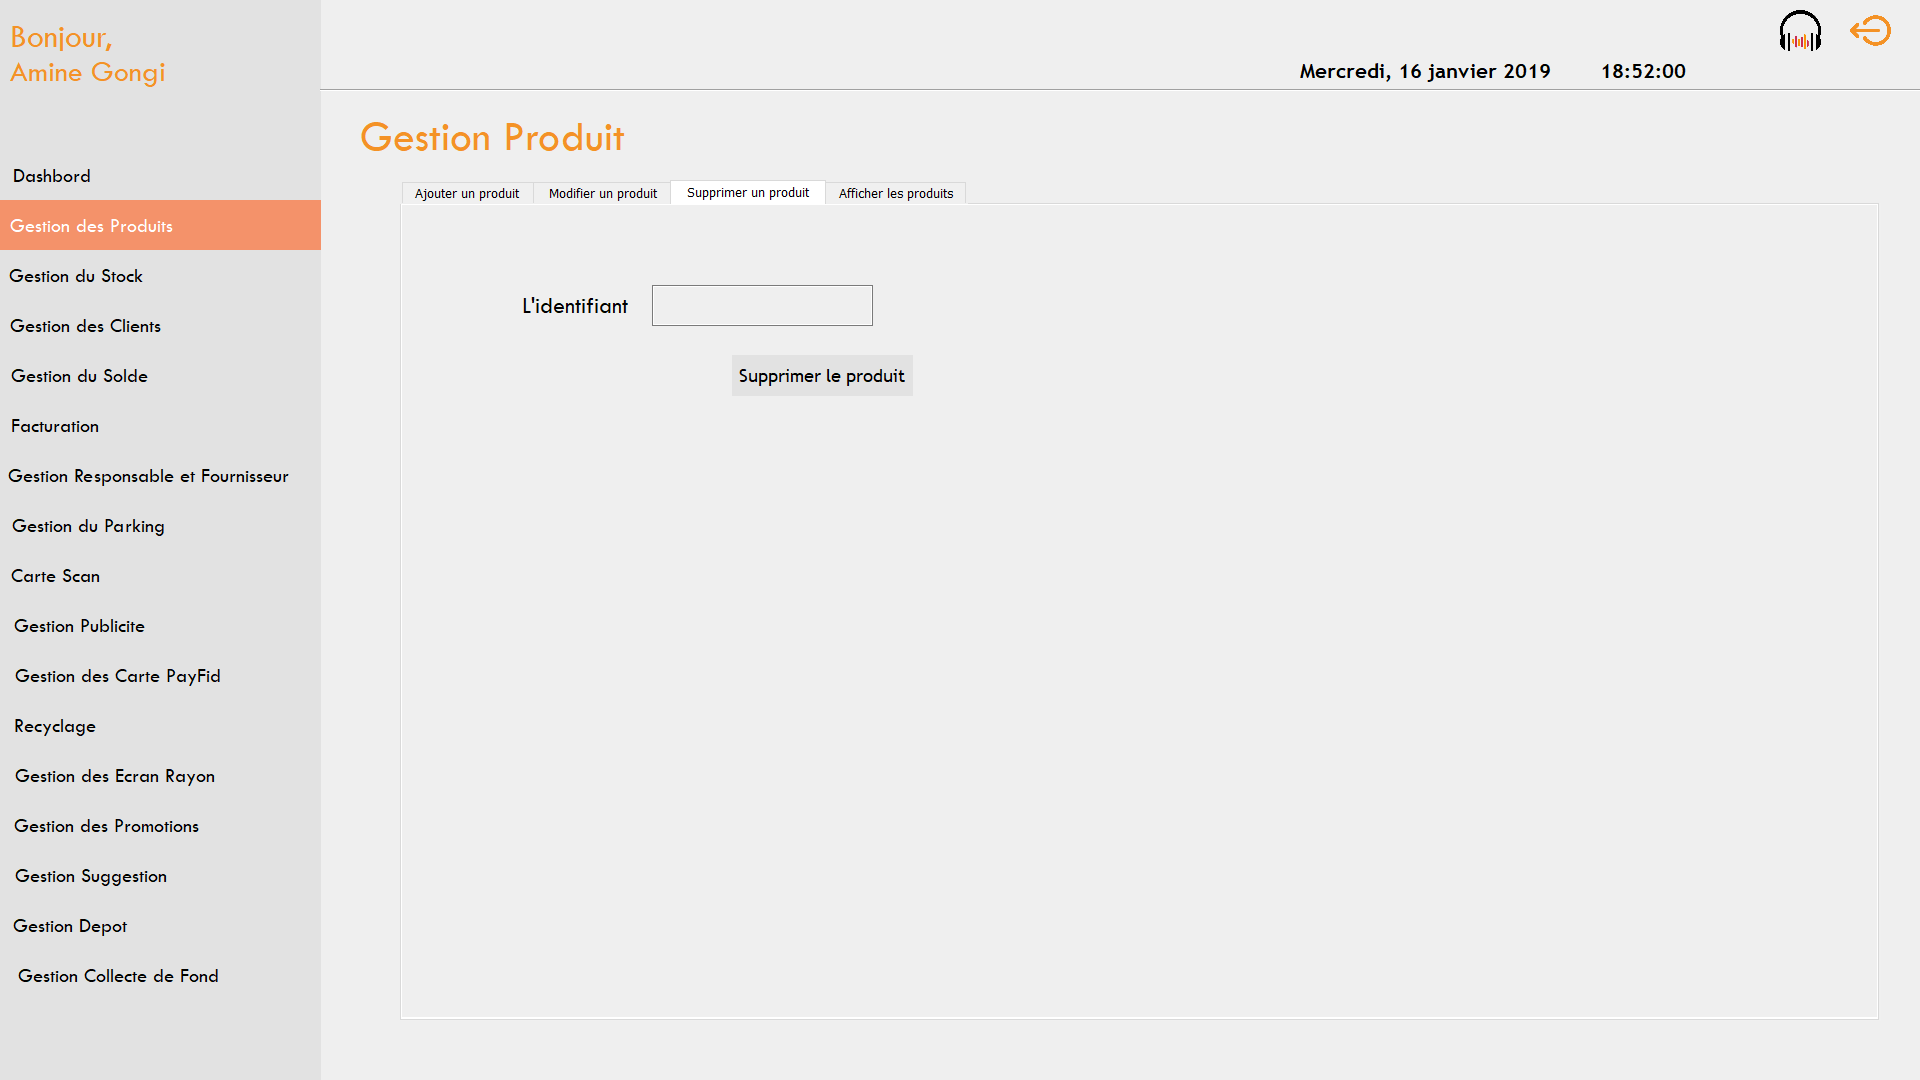 Bonjour,
Amine Gongi
Mercredi, 16 janvier 2019 18:52:00
Gestion Produit
Ajouter un produit Modifier un produit Supprimer un produit Afficher les produits
L'identifiant
Supprimer le produit
Dashbord
Gestion des Produits
Gestion du Stock
Gestion des Clients
Gestion du Solde
Facturation
Gestion Responsable et Fournisseur
Gestion du Parking
Carte Scan
Gestion Publicite
Gestion des Carte PayFid
Recyclage
Gestion des Ecran Rayon
Gestion des Promotions
Gestion Suggestion
Gestion Depot
Gestion Collecte de Fond